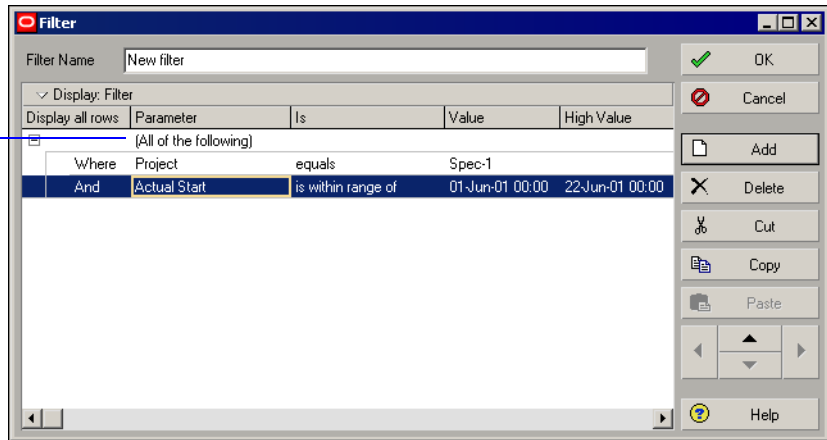 Filter
Filter Name New filter
Display: Filter
Display all rows Parameter Is Value High Value
(All of the following)
Where Project equals Spec-1
And Actual Start is within range of 01-Jun-01 00:00 22-Jun-01 00:00
OK
Cancel
Add
Delete
Cut
Copy
Paste
Help